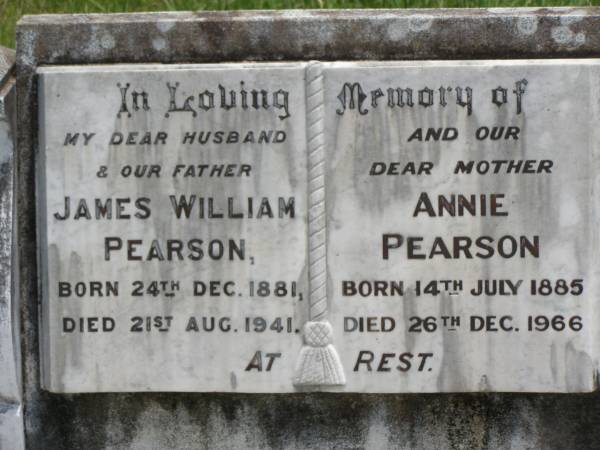 In Loving Memory of
MY DEAR HUSBAND
& OUR FATHER
JAMES WILLIAM
PEARSON,
BORN 24TH DEC. 1881,
DIED 21ST AUG. 1941.
AND OUR
DEAR MOTHER
ANNIE
PEARSON
BORN 14TH JULY 1885
DIED 26TH DEC. 1966
AT REST.